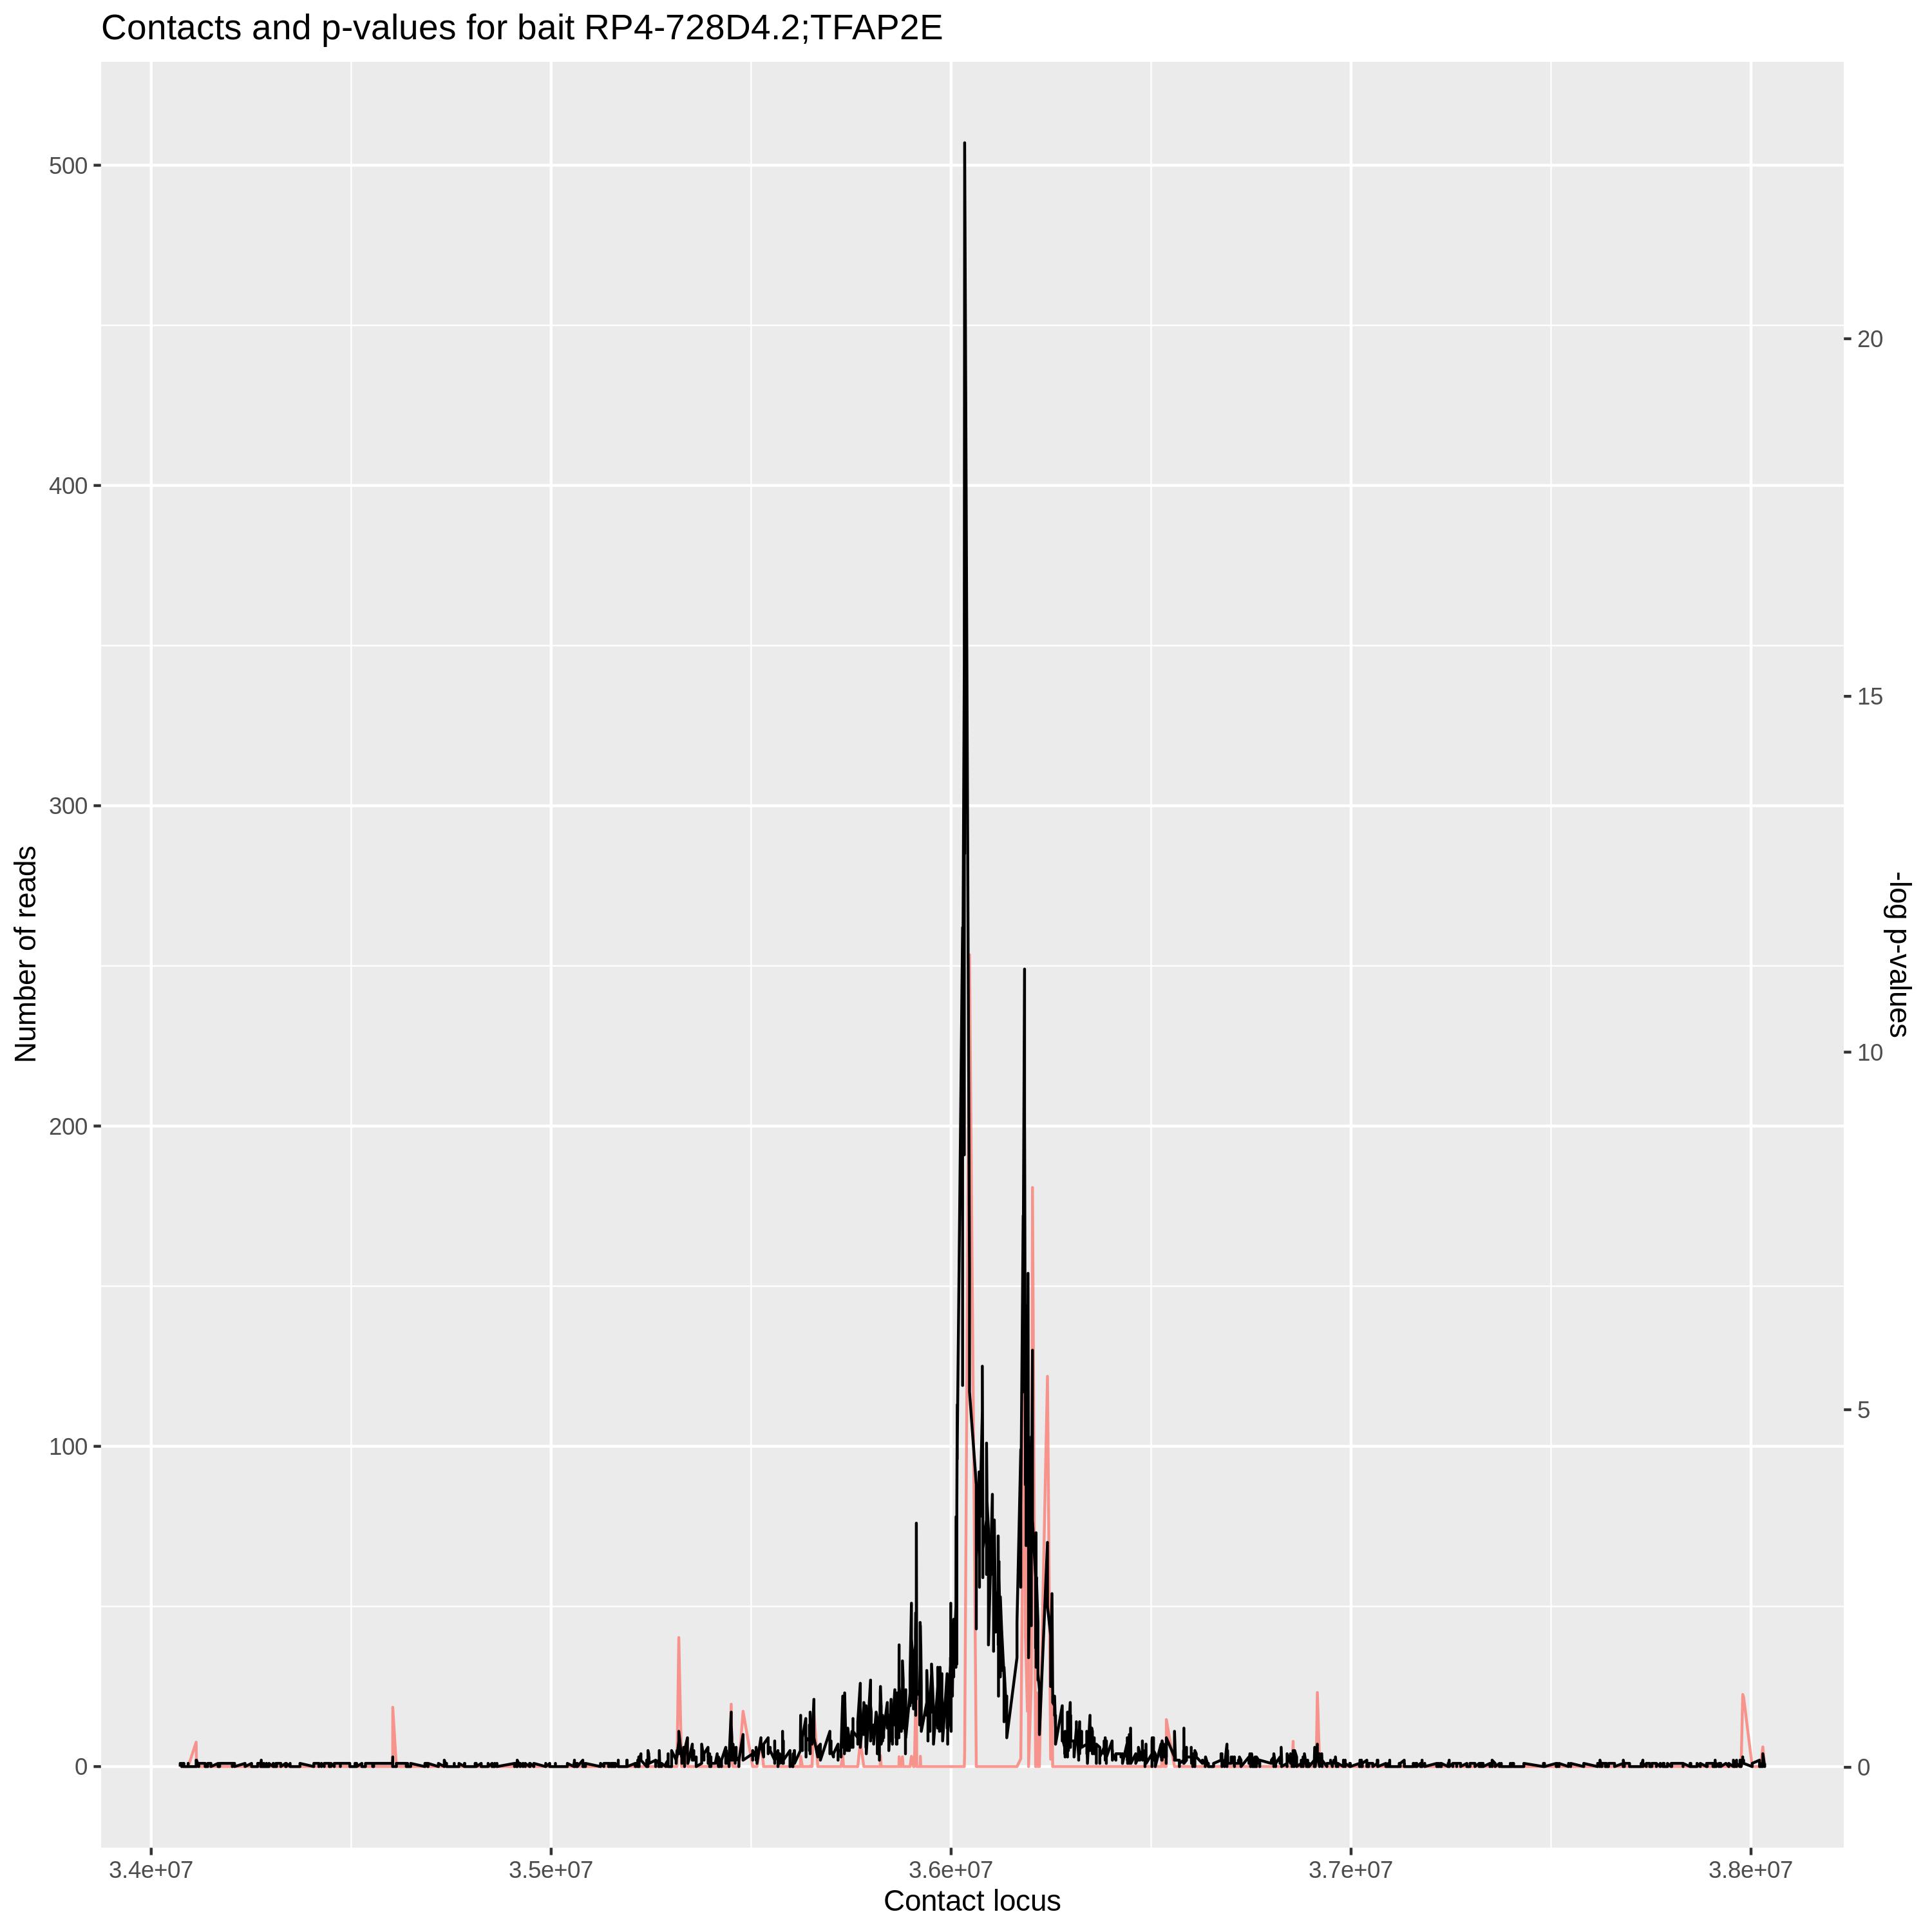 Contacts and p-values for bait RP4-728D4.2;TFAP2E
500
400
300
200
100
0
Number of reads
20
15
10
5
0
-log p-values
3.4e+07
3.5e+07
3.6e+07
3.7e+07
3.8e+07
Contact locus